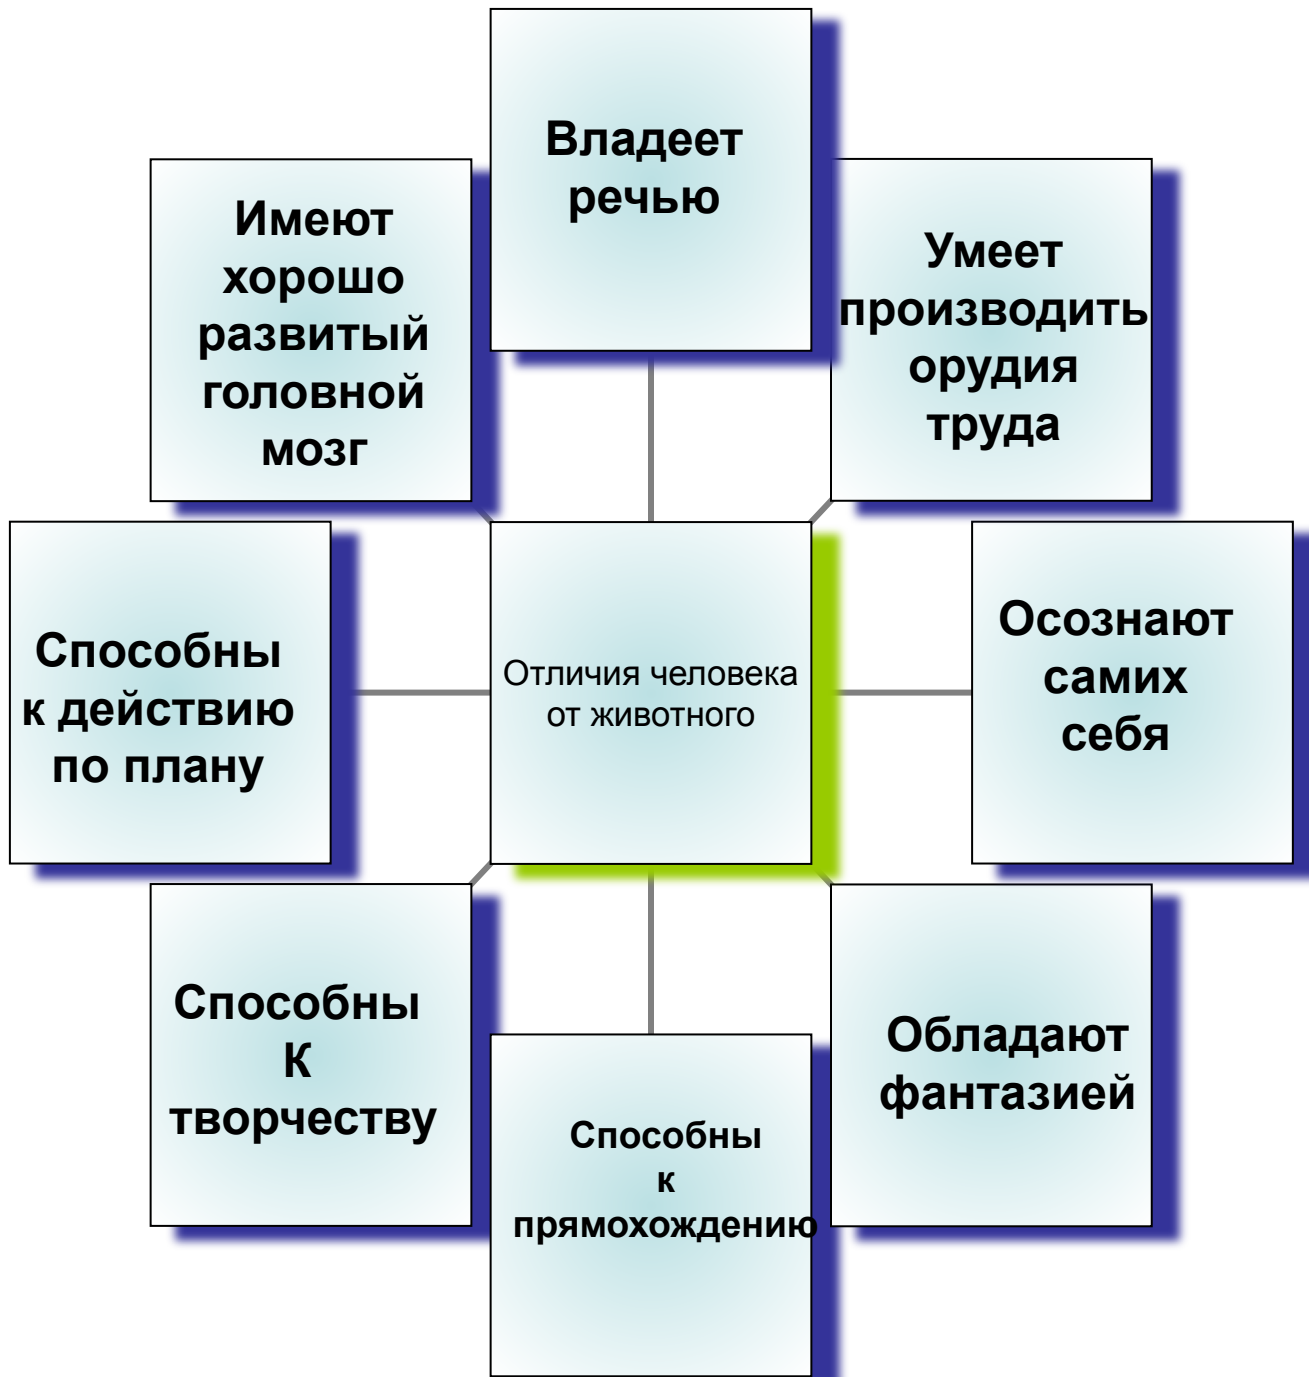 Владеет
речью
Умеет
производить
орудия
труда
Осознают
самих
себя
Обладают
фантазией
Способны
к
прямохождению
Способны
К
творчеству
Способны
к действию
по плану
Имеют
хорошо
развитый
головной
мозг
Отличия человека
от животного